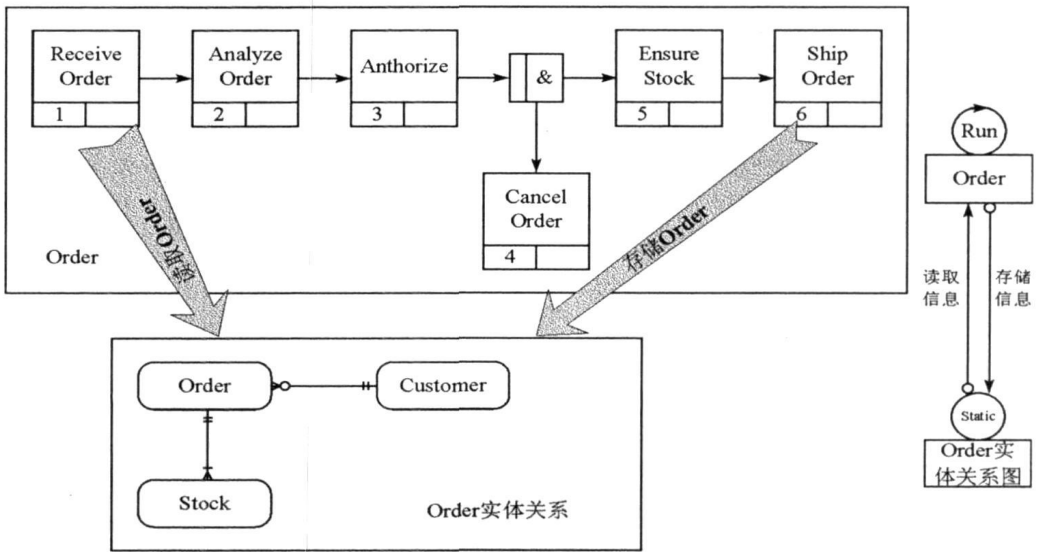 Receive
Order
1
Analyze
Order
2
Anthorize
3
&
Ensure
Stock
5
Ship
Order
6
Cancel
Order
4
Order
读取Order
存储Order
Order
Customer
Stock
Order实体关系
Run
Order
读取
信息
存储
信息
Static
Order实
体关系图